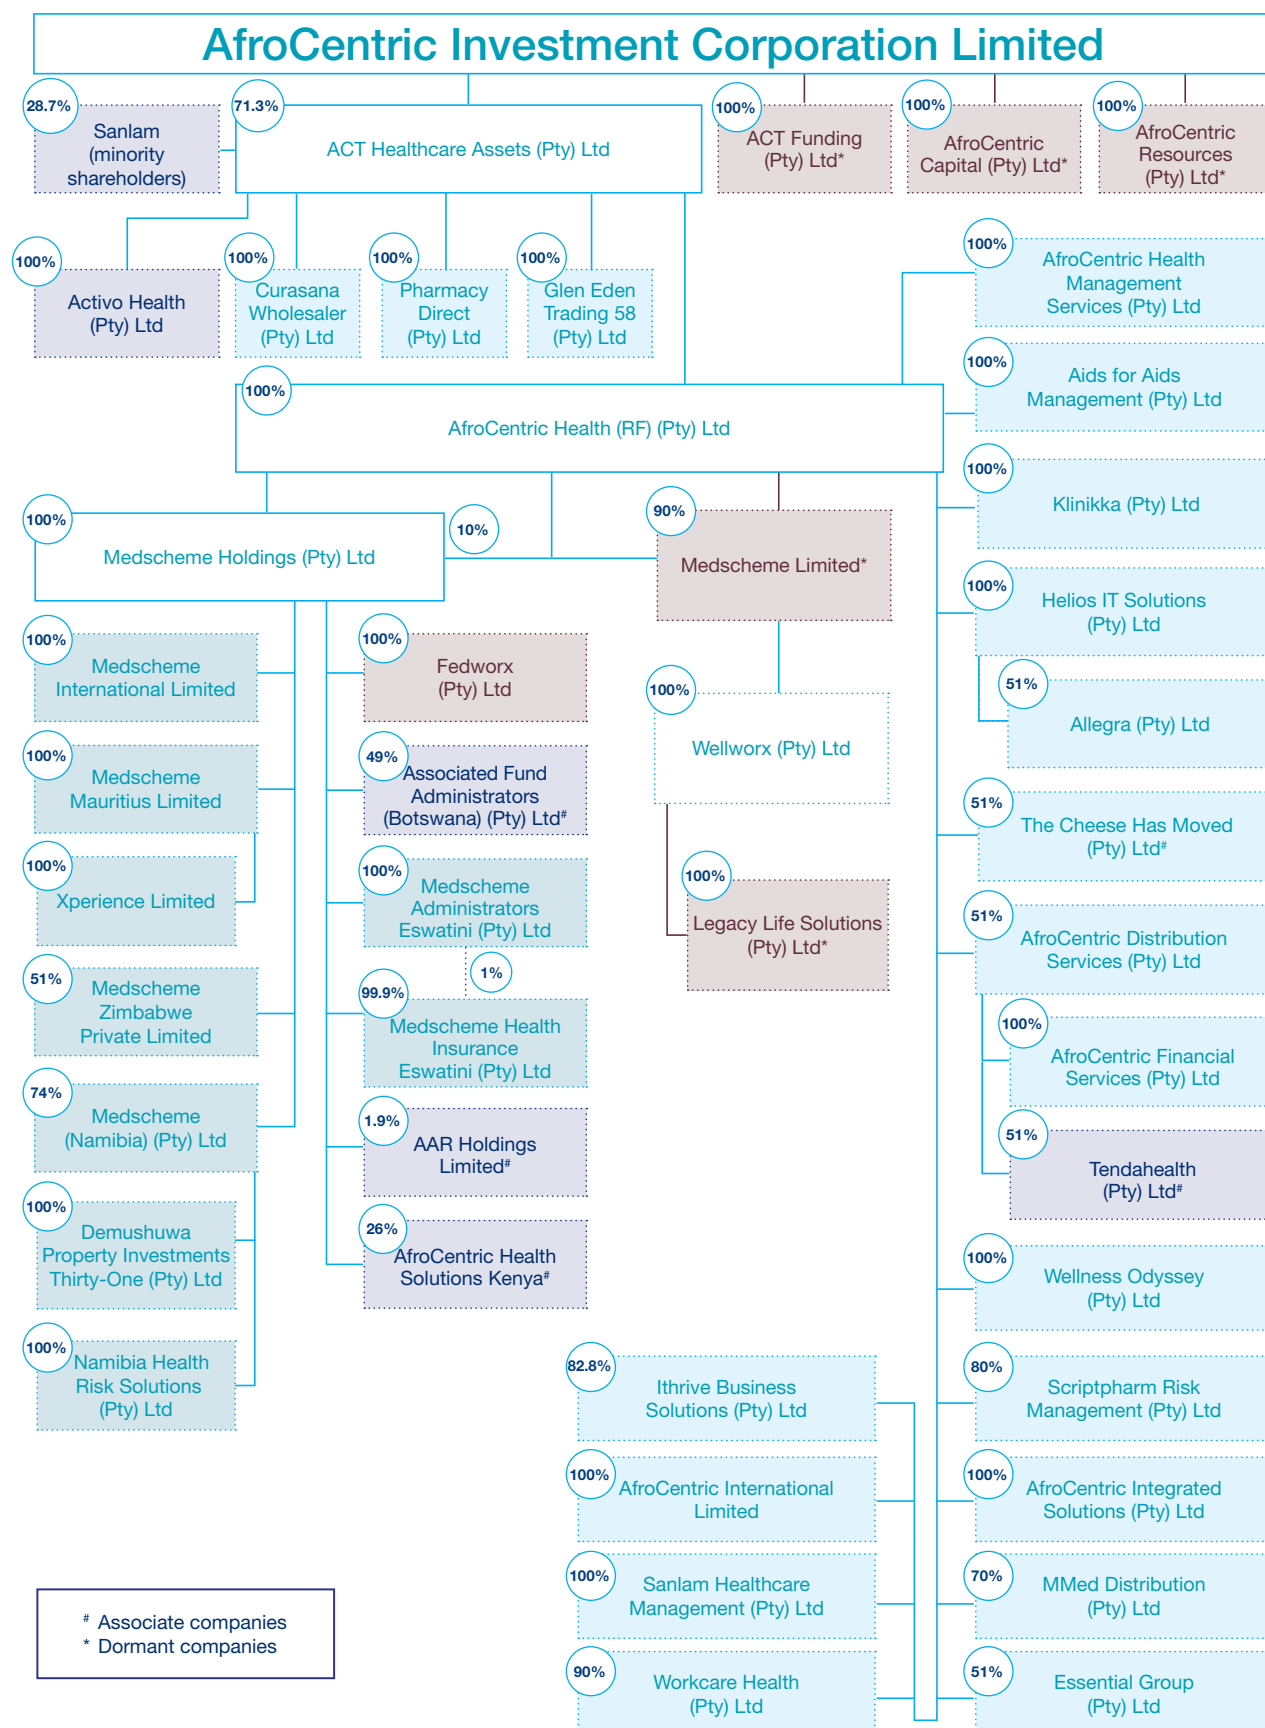 AfroCentric Investment Corporation Limited
28.7%
Sanlam
(minority
shareholders)
71.3%
ACT Healthcare Assets (Pty) Ltd
100%
ACT Funding
(Pty) Ltd*
100%
AfroCentric
Capital (Pty) Ltd*
100%
AfroCentric
Resources
(Pty) Ltd*
100%
Activo Health
(Pty) Ltd
100%
Curasana
Wholesaler
(Pty) Ltd
100%
Pharmacy
Direct
(Pty) Ltd
100%
Glen Eden
Trading 58
(Pty) Ltd
100%
AfroCentric Health
Management
Services (Pty) Ltd
100%
Aids for Aids
Management (Pty) Ltd
100%
AfroCentric Health (RF) (Pty) Ltd
100%
Klinikka (Pty) Ltd
100%
Medscheme Holdings (Pty) Ltd
10%
90%
Medscheme Limited*
100%
Helios IT Solutions
(Pty) Ltd
51%
Allegra (Pty) Ltd
100%
Medscheme
International Limited
100%
Fedworx
(Pty) Ltd
100%
Wellworx (Pty) Ltd
100%
Medscheme
Mauritius Limited
49%
Associated Fund
Administrators
(Botswana) (Pty) Ltd#
51%
The Cheese Has Moved
(Pty) Ltd#
100%
Xperience Limited
100%
Medscheme
Administrators
Eswatini (Pty) Ltd
1%
100%
Legacy Life Solutions
(Pty) Ltd*
51%
AfroCentric Distribution
Services (Pty) Ltd
51%
Medscheme
Zimbabwe
Private Limited
99.9%
Medscheme Health
Insurance
Eswatini (Pty) Ltd
100%
AfroCentric Financial
Services (Pty) Ltd
74%
Medscheme
(Namibia) (Pty) Ltd
1.9%
AAR Holdings
Limited#
51%
Tendahealth
(Pty) Ltd#
100%
Demushuwa
Property Investments
Thirty-One (Pty) Ltd
26%
AfroCentric Health
Solutions Kenya#
100%
Wellness Odyssey
(Pty) Ltd
100%
Namibia Health
Risk Solutions
(Pty) Ltd
82.8%
Ithrive Business
Solutions (Pty) Ltd
80%
Scriptpharm Risk
Management (Pty) Ltd
100%
AfroCentric International
Limited
100%
AfroCentric Integrated
Solutions (Pty) Ltd
100%
Sanlam Healthcare
Management (Pty) Ltd
70%
MMed Distribution
(Pty) Ltd
90%
Workcare Health
(Pty) Ltd
51%
Essential Group
(Pty) Ltd
# Associate companies
* Dormant companies